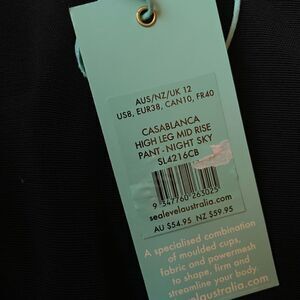 AUS/NZ/UK 12
US8, EUR38, CAN10, FR40
CASABLANCA
HIGH LEG MID RISE
PANT - NIGHT SKY
SL4216CB
9 347760 263025
sealevelaustralia.com
AU $54.95 NZ $59.95
A specialised combination
of moulded cups,
fabric and powermesh
to shape, firm and
streamline your body.